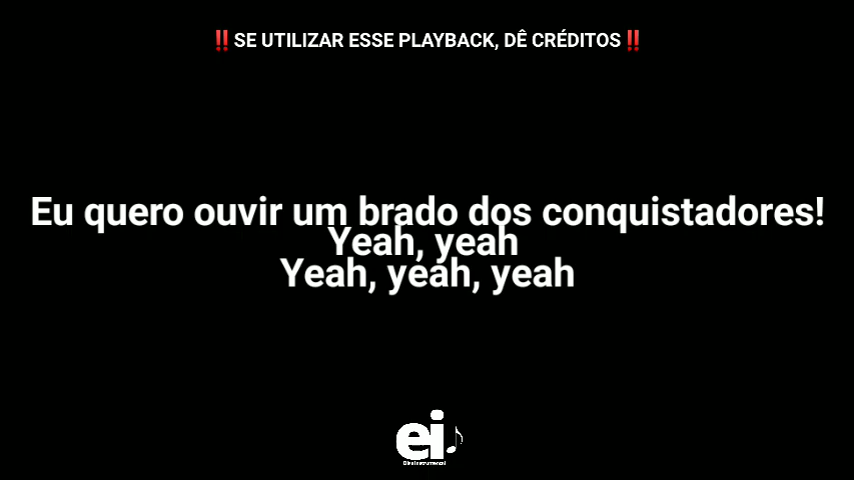 ‼️SE UTILIZAR ESSE PLAYBACK, DÊ CRÉDITOS‼️
Eu quero ouvir um brado dos conquistadores!
Yeah, yeah
Yeah, yeah, yeah
ei